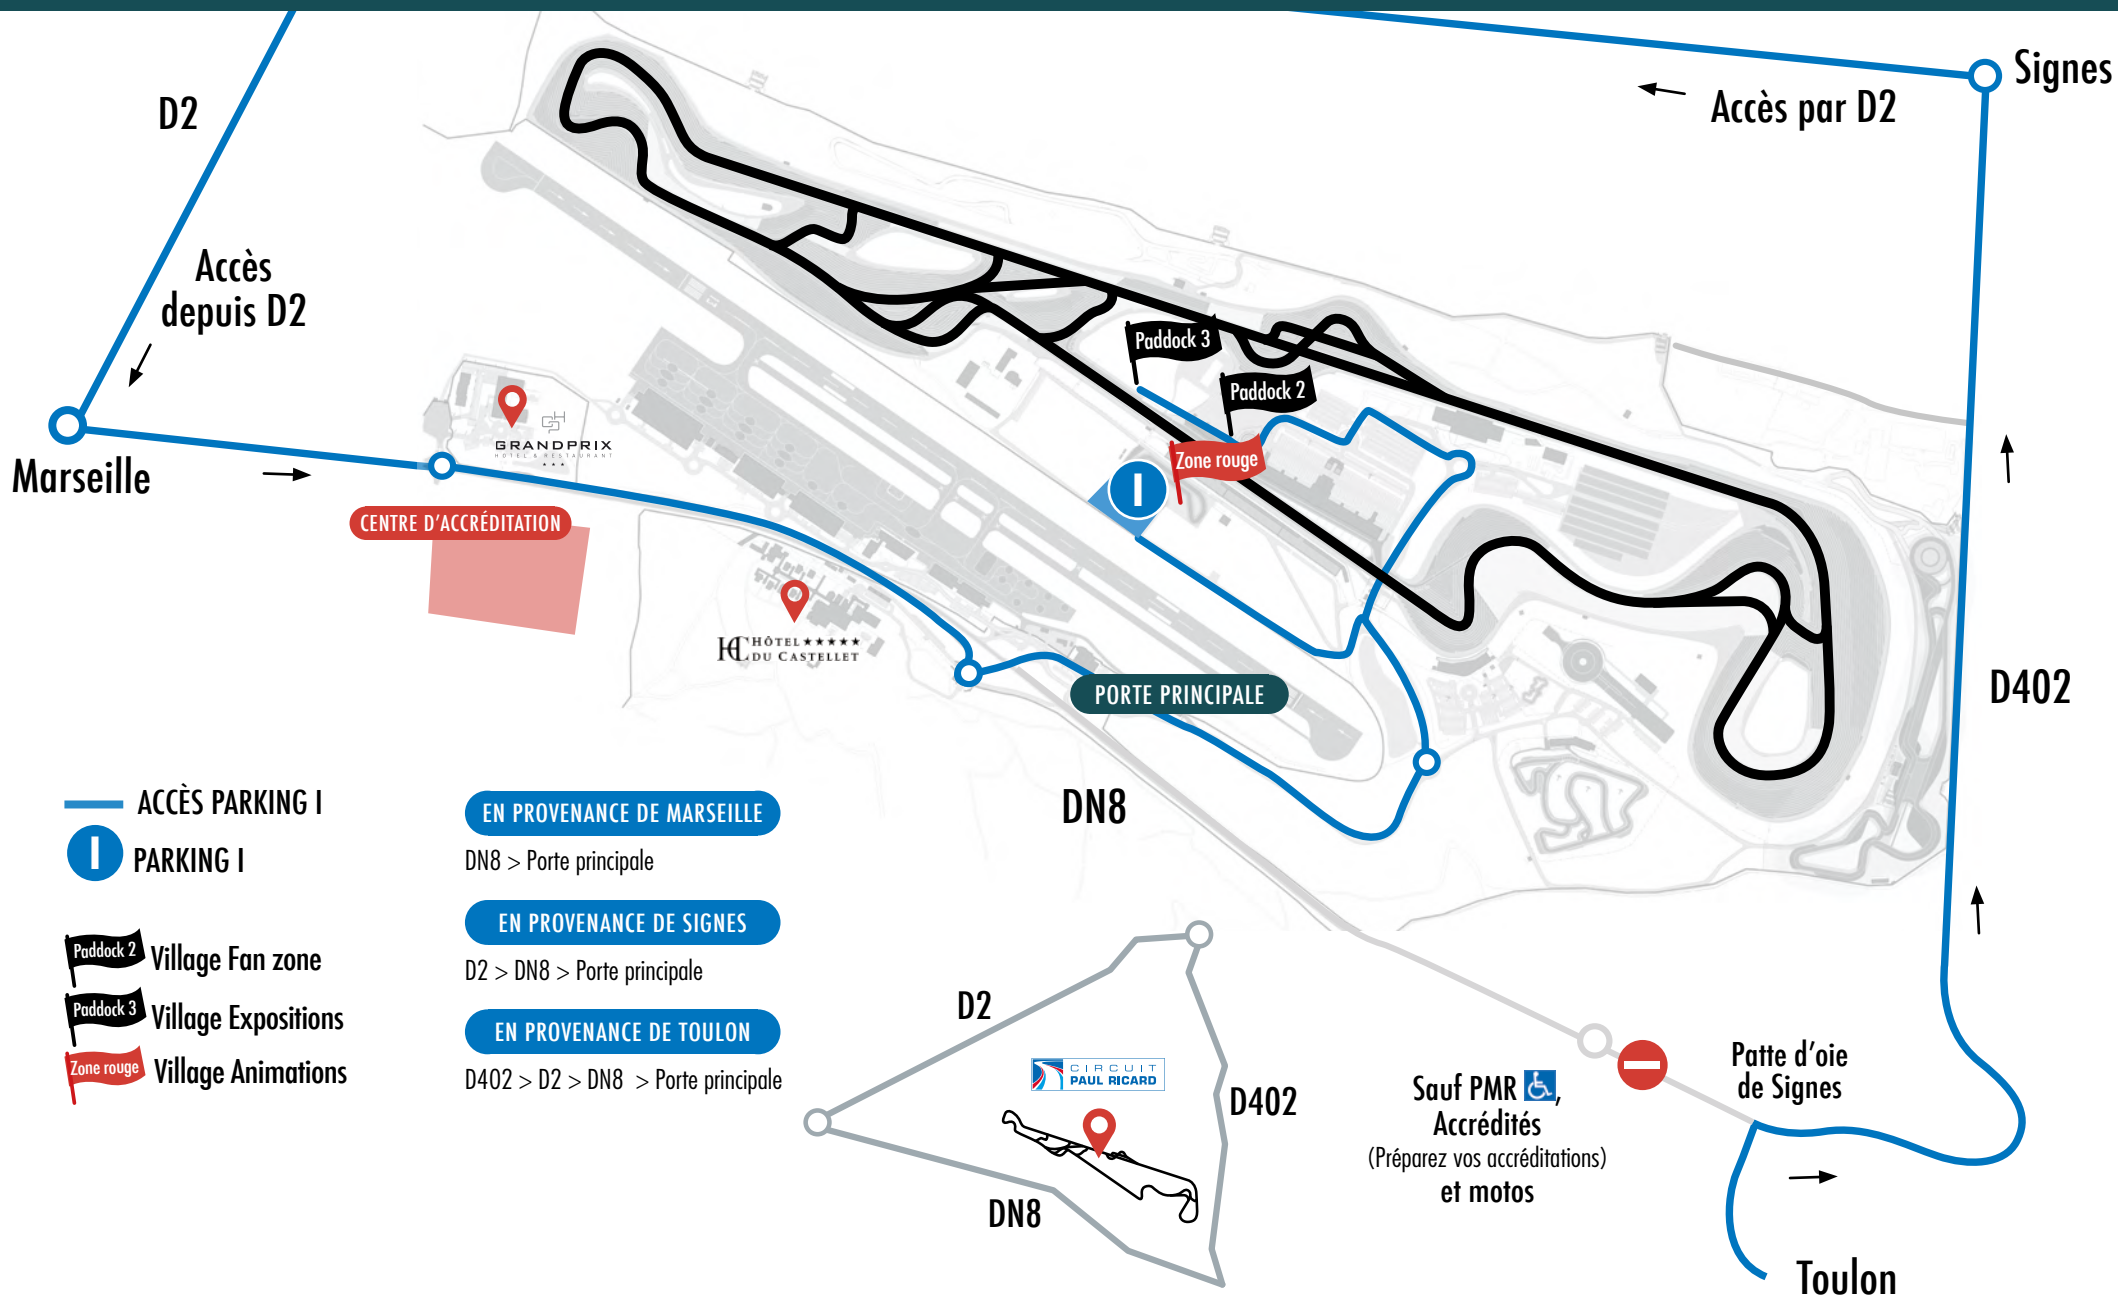 Signes
Accès par D2
D2
Accès
depuis D2
Marseille
Paddock 3
Paddock 2
Zone rouge
I
GRANDPRIX
HOTEL & RESTAURANT
CENTRE D'ACCRÉDITATION
HC HÔTEL ★★★★★
DU CASTELLET
PORTE PRINCIPALE
D402
DN8
ACCÈS PARKING I
I PARKING I
Paddock 2 Village Fan zone
Paddock 3 Village Expositions
Zone rouge Village Animations
EN PROVENANCE DE MARSEILLE
DN8 > Porte principale
EN PROVENANCE DE SIGNES
D2 > DN8 > Porte principale
EN PROVENANCE DE TOULON
D402 > D2 > DN8 > Porte principale
D2
CIRCUIT
PAUL RICARD
D402
DN8
Sauf PMR ,
Accrédités
(Préparez vos accréditations)
et motos
Patte d'oie
de Signes
Toulon